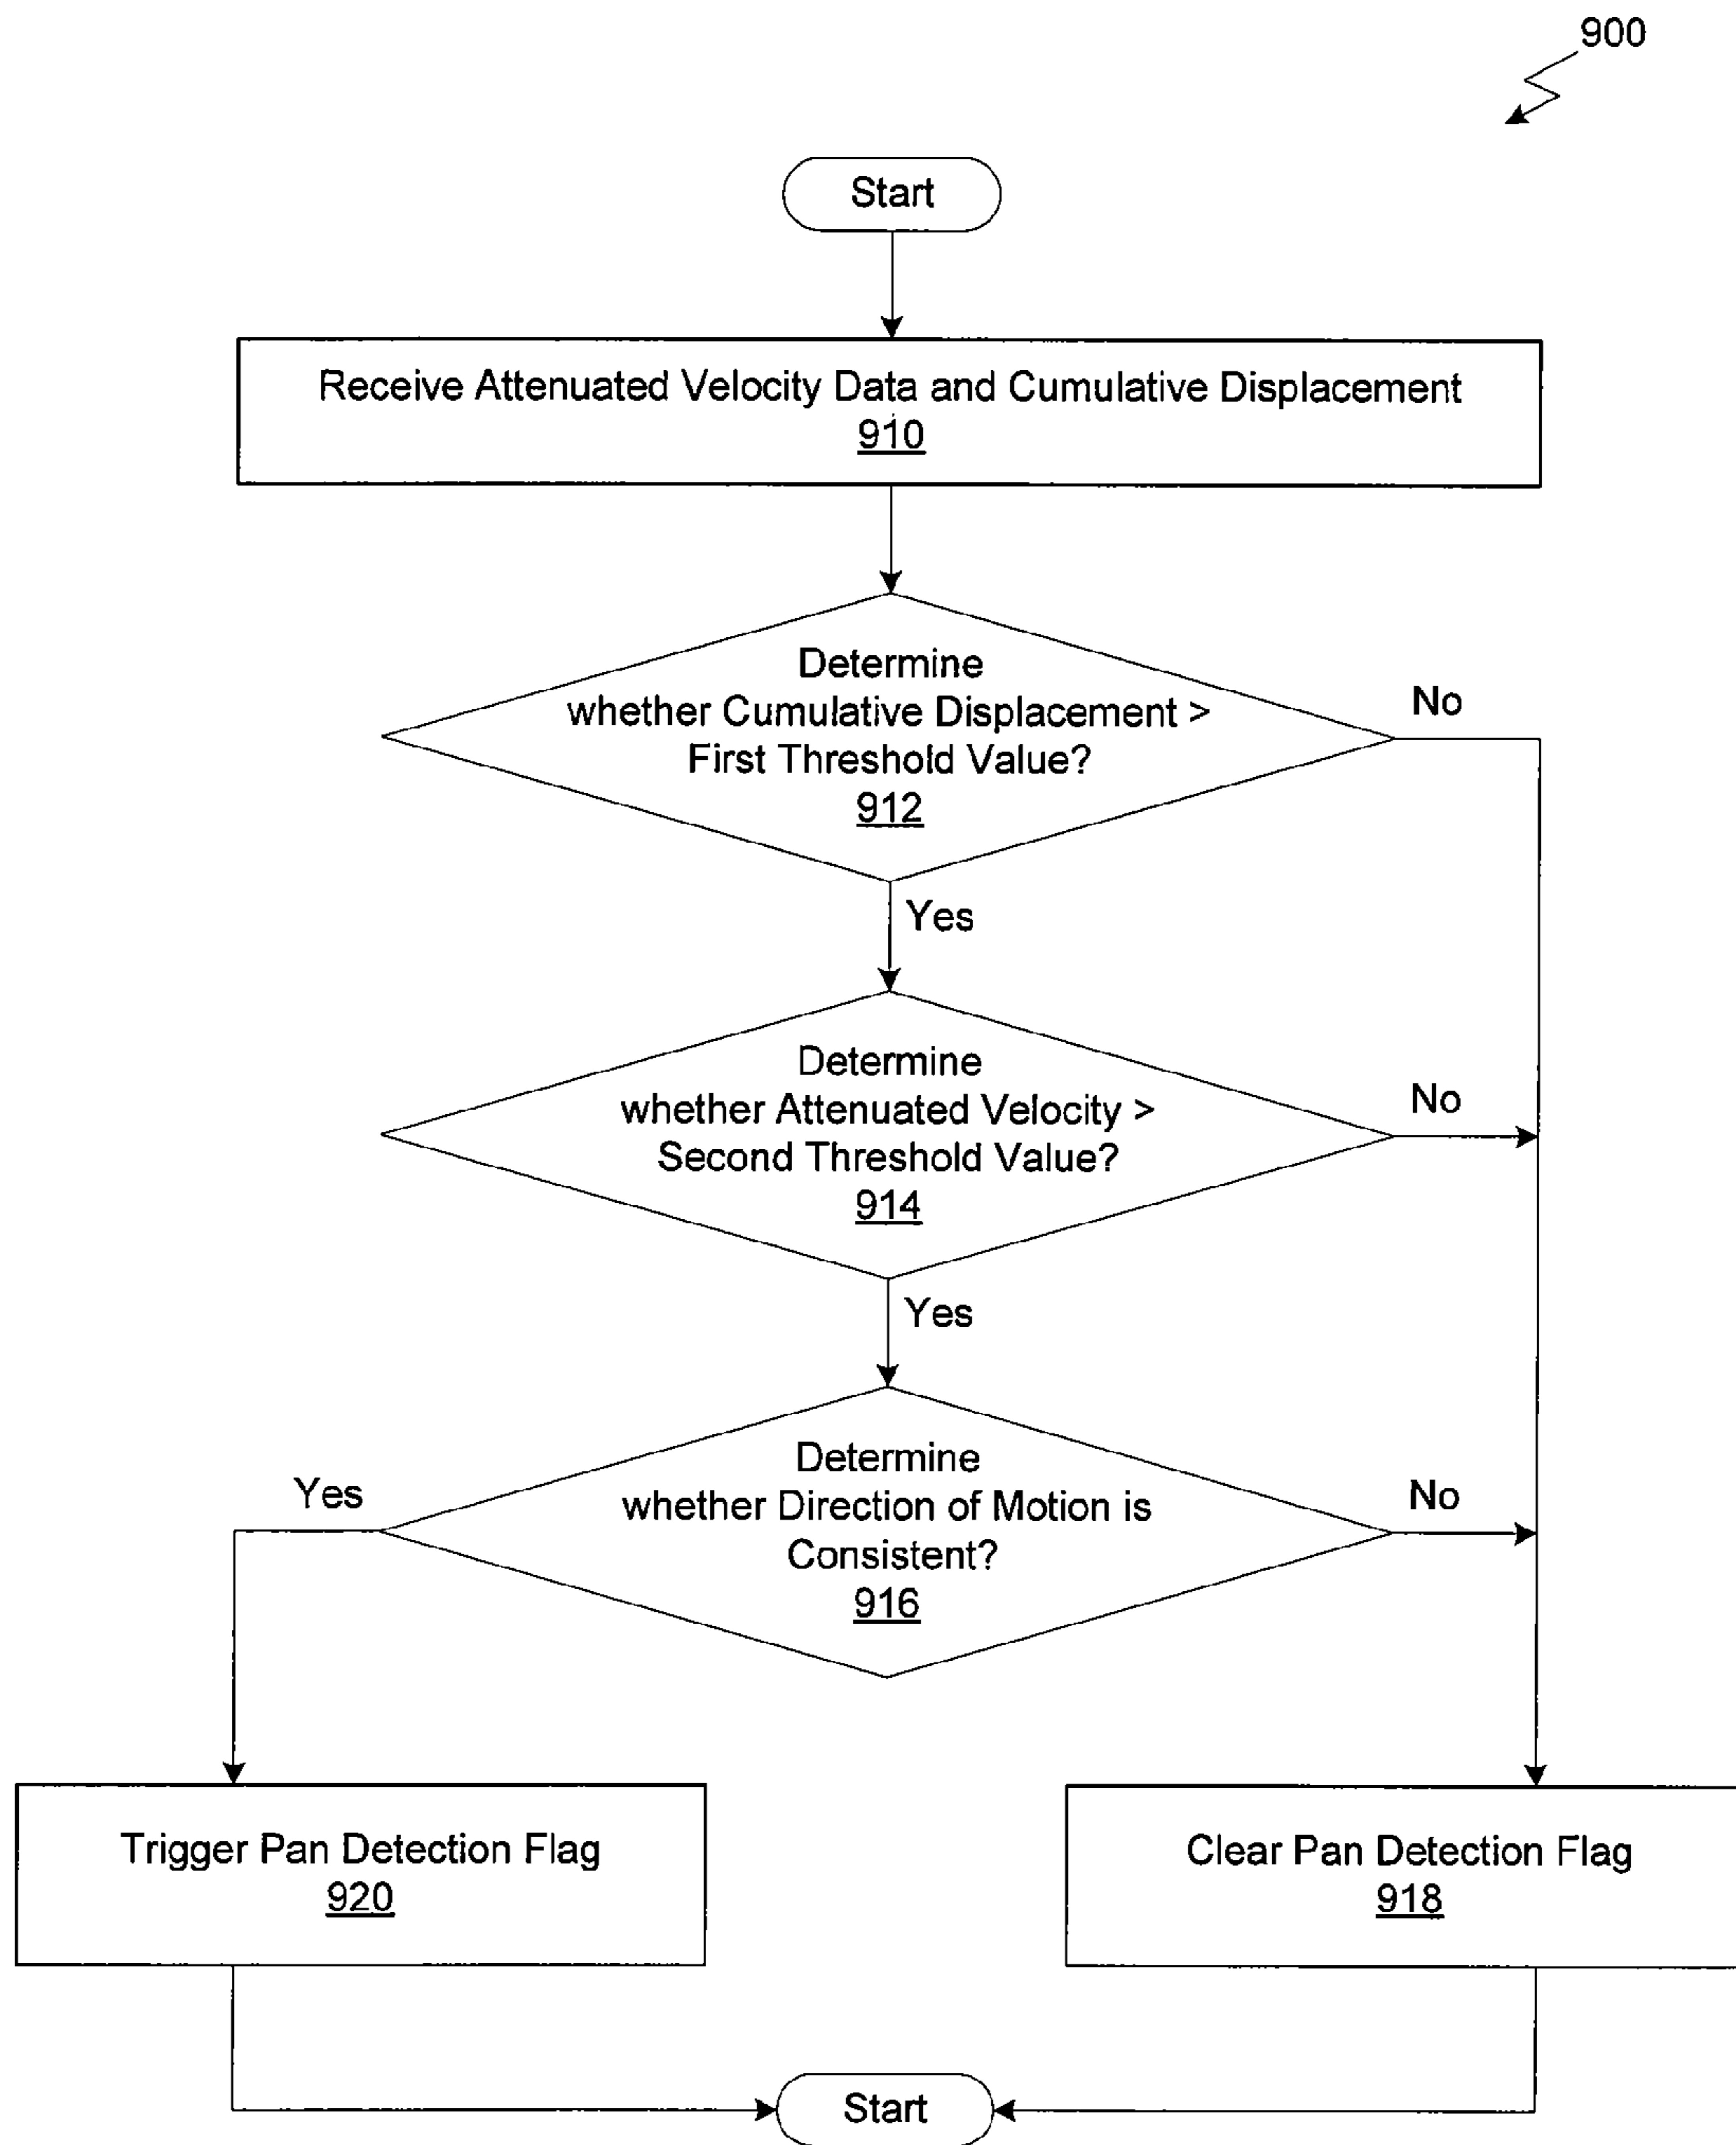 900
Start
Receive Attenuated Velocity Data and Cumulative Displacement
910
Determine
whether Cumulative Displacement >
First Threshold Value?
912
No
Yes
Determine
whether Attenuated Velocity >
Second Threshold Value?
914
No
Yes
Determine
whether Direction of Motion is
Consistent?
916
Yes
No
Trigger Pan Detection Flag
920
Clear Pan Detection Flag
918
Start